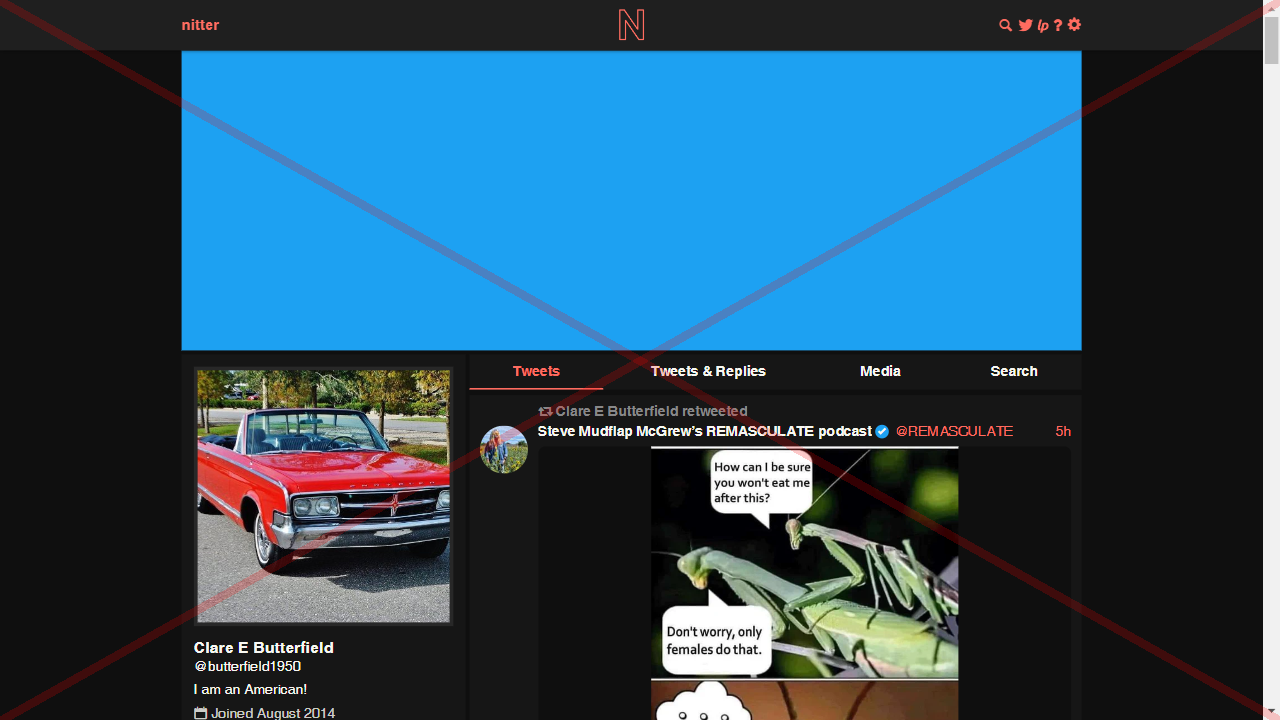 nitter
N
lp ?
Tweets
Tweets & Replies
Media
Search
Clare E Butterfield retweeted
Steve Mudflap McGrew's REMASCULATE podcast @REMASCULATE 5h
How can I be sure
you won't eat me
after this?
Don't worry, only
females do that.
CHRYSLER
Clare E Butterfield
@butterfield1950
I am an American!
Joined August 2014